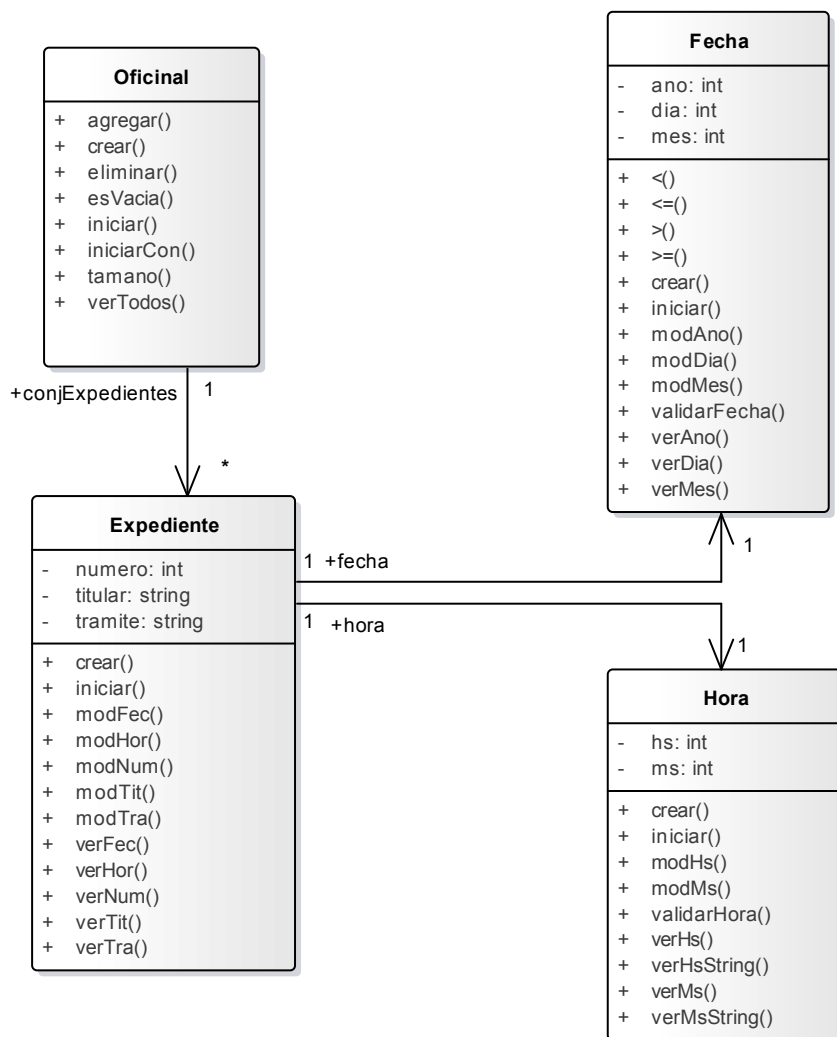 Oficinal
+ agregar()
+ crear()
+ eliminar()
+ esVacia()
+ iniciar()
+ iniciarCon()
+ tamano()
+ verTodos()
+conjExpedientes 1
*
Expediente
- numero: int
- titular: string
- tramite: string
+ crear()
+ iniciar()
+ modFec()
+ modHor()
+ modNum()
+ modTit()
+ modTra()
+ verFec()
+ verHor()
+ verNum()
+ verTit()
+ verTra()
1 +fecha
1
1 +hora
1
Fecha
- ano: int
- dia: int
- mes: int
+ <()
+ <=()
+ >()
+ >=()
+ crear()
+ iniciar()
+ modAno()
+ modDia()
+ modMes()
+ validarFecha()
+ verAno()
+ verDia()
+ verMes()
Hora
- hs: int
- ms: int
+ crear()
+ iniciar()
+ modHs()
+ modMs()
+ validarHora()
+ verHs()
+ verHsString()
+ verMs()
+ verMsString()